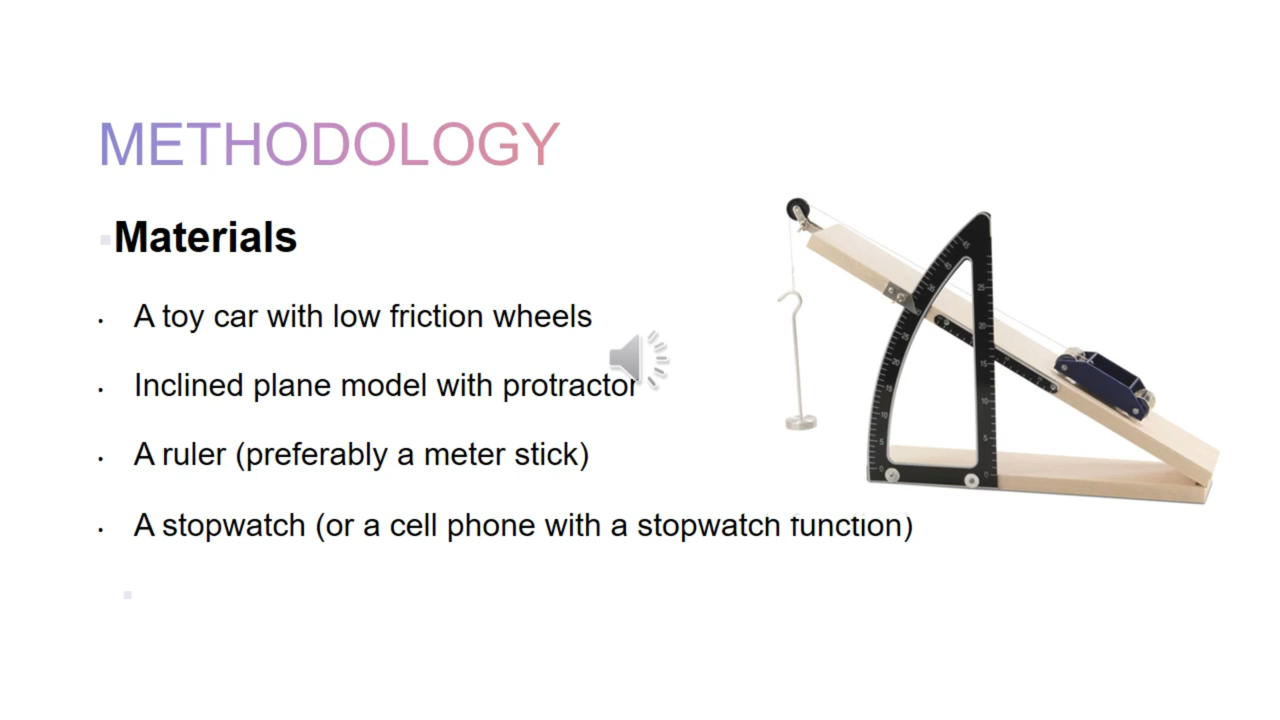 METHODOLOGY
Materials
A toy car with low friction wheels
Inclined plane model with protractor
A ruler (preferably a meter stick)
A stopwatch (or a cell phone with a stopwatch function)